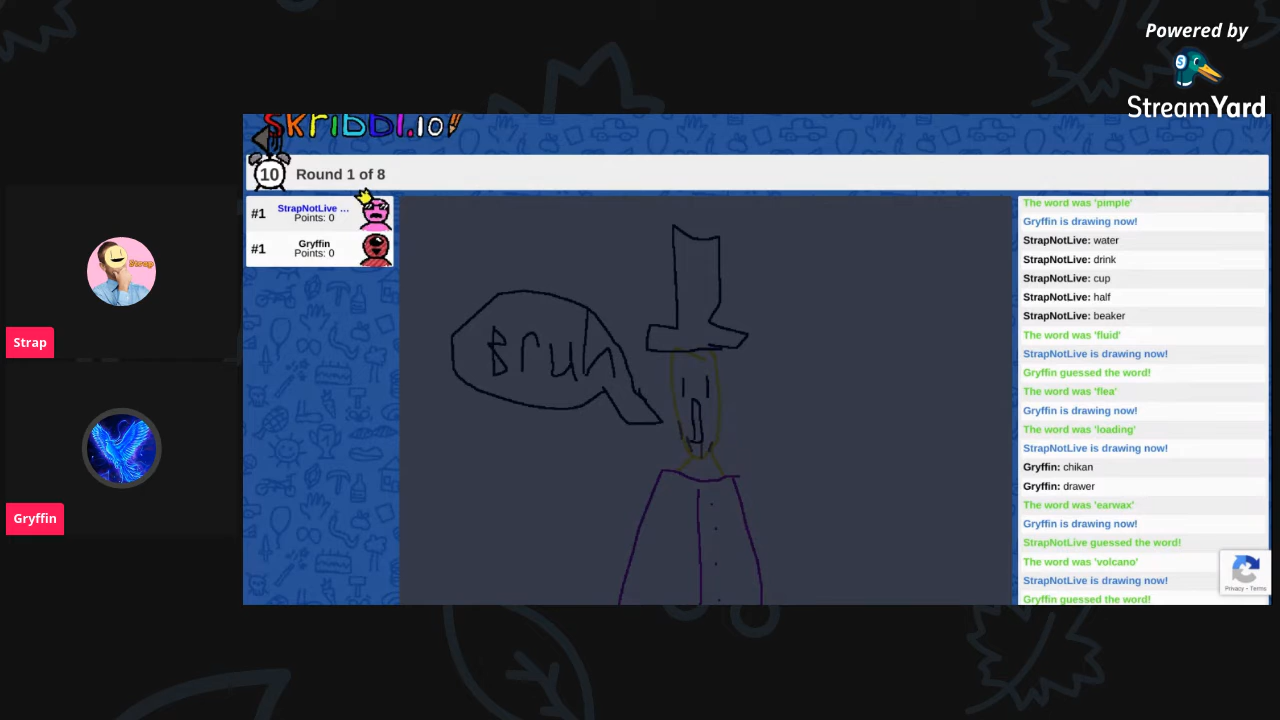 Powered by
StreamYard
skribbl.io
10
Round 1 of 8
#1
StrapNotLive ...
Points: 0
#1
Gryffin
Points: 0
Bruh
The word was 'pimple'
Gryffin is drawing now!
StrapNotLive: water
StrapNotLive: drink
StrapNotLive: cup
StrapNotLive: half
StrapNotLive: beaker
The word was 'fluid'
StrapNotLive is drawing now!
Gryffin guessed the word!
The word was 'flea'
Gryffin is drawing now!
The word was 'loading'
StrapNotLive is drawing now!
Gryffin: chikan
Gryffin: drawer
The word was 'earwax'
Gryffin is drawing now!
StrapNotLive guessed the word!
The word was 'volcano'
StrapNotLive is drawing now!
Gryffin guessed the word!
Privacy - Terms
Strap
Strap
Gryffin